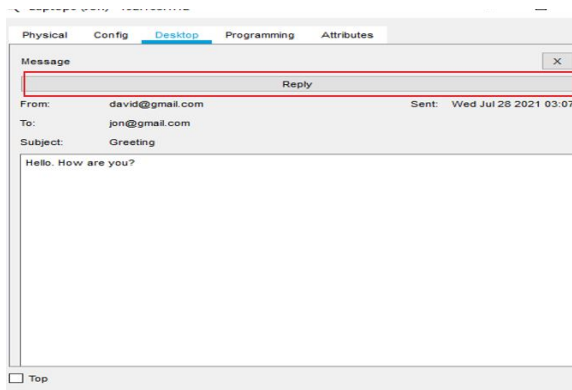 Physical Config Desktop Programming Attributes
Message X
Reply
From: david@gmail.com Sent: Wed Jul 28 2021 03:07
To: jon@gmail.com
Subject: Greeting
Hello. How are you?
Top